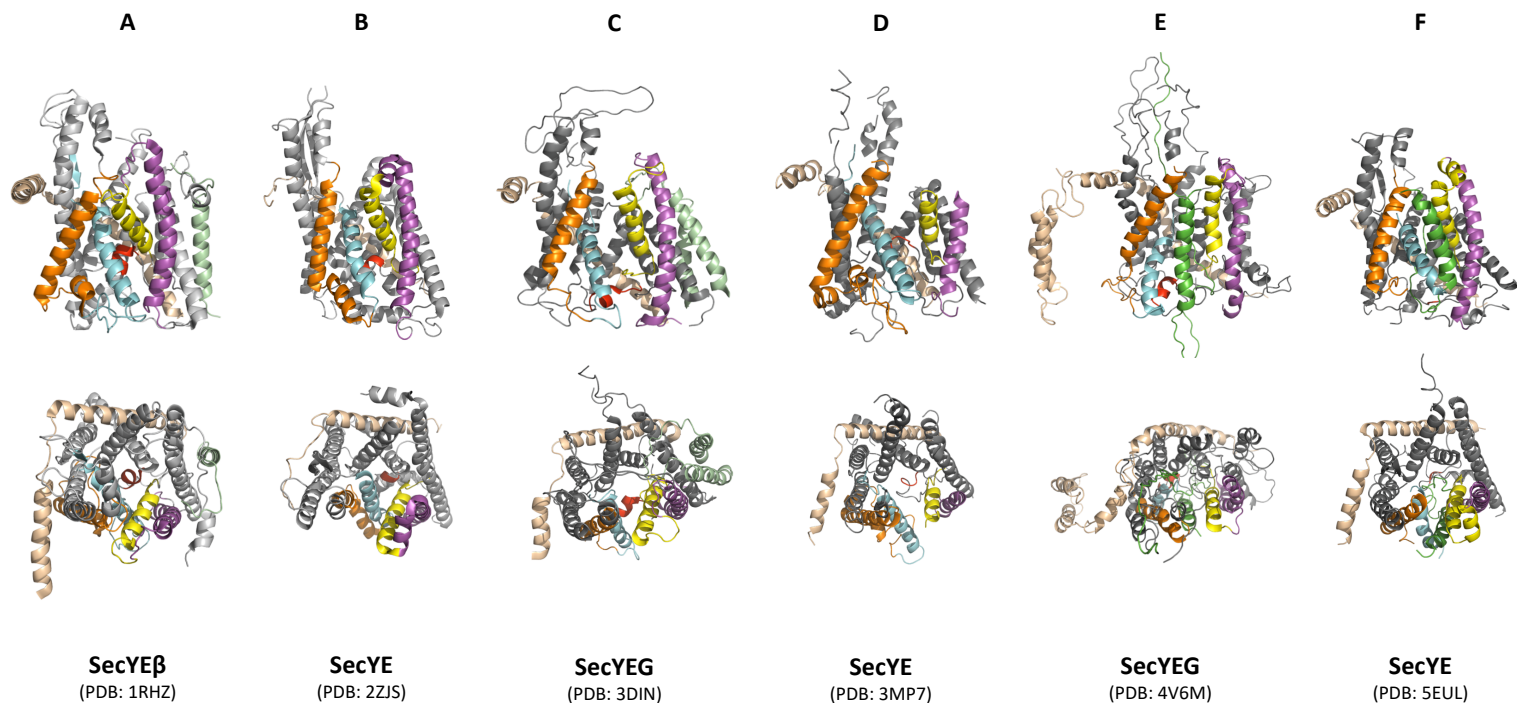 A B C D E F
SecYEβ SecYE SecYEG SecYE SecYEG SecYE
(PDB: 1RHZ) (PDB: 2ZJS) (PDB: 3DIN) (PDB: 3MP7) (PDB: 4V6M) (PDB: 5EUL)